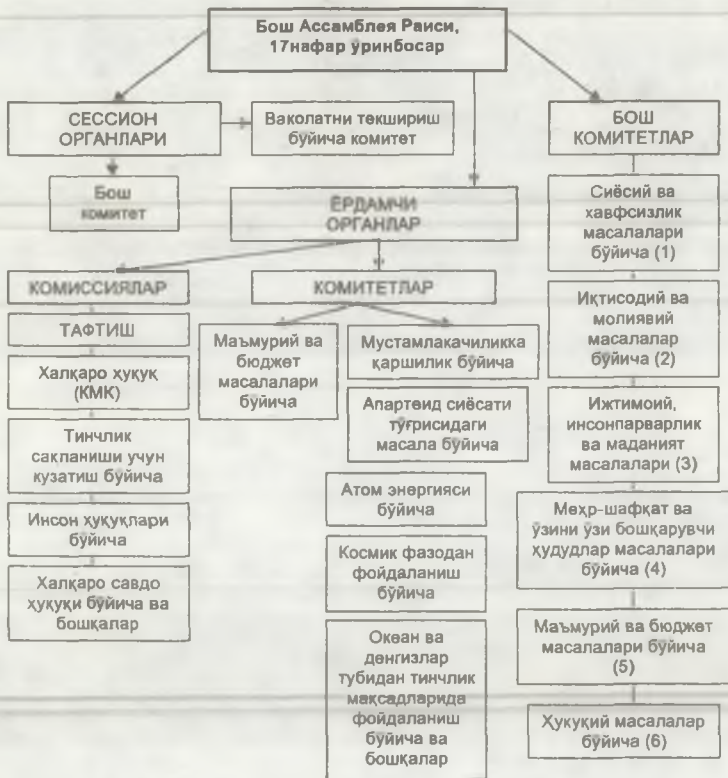 Бош Ассамблея Раиси,
17нафар ўринбосар
СЕССИОН
ОРГАНЛАРИ
Ваколатни текшириш
бўйича комитет
БОШ
КОМИТЕТЛАР
Бош
комитет
ЁРДАМЧИ
ОРГАНЛАР
Сиёсий ва
хавфсизлик
масалалари
бўйича (1)
КОМИССИЯЛАР
КОМИТЕТЛАР
ТАФТИШ
Халқаро ҳуқуқ
(КМК)
Тинчлик
сақланиши учун
кузатиш бўйича
Инсон ҳуқуқлари
бўйича
Халқаро савдо
ҳуқуқи бўйича ва
бошқалар
Маъмурий ва
бюджет
масалалари
бўйича
Мустамлакачиликка
қаршилик бўйича
Апартеид сиёсати
тўғрисидаги
масала бўйича
Атом энергияси
бўйича
Космик фазодан
фойдаланиш
бўйича
Океан ва
денгизлар
тубидан тинчлик
мақсадларида
фойдаланиш
бўйича ва
бошқалар
Иқтисодий ва
молиявий
масалалар
бўйича (2)
Ижтимоий,
инсонпарварлик
ва маданият
масалалари (3)
Меҳр-шафқат ва
ўзини ўзи бошқарувчи
ҳудудлар масалалари
бўйича (4)
Маъмурий ва бюджет
масалалари бўйича
(5)
Ҳуқуқий масалалар
бўйича (6)